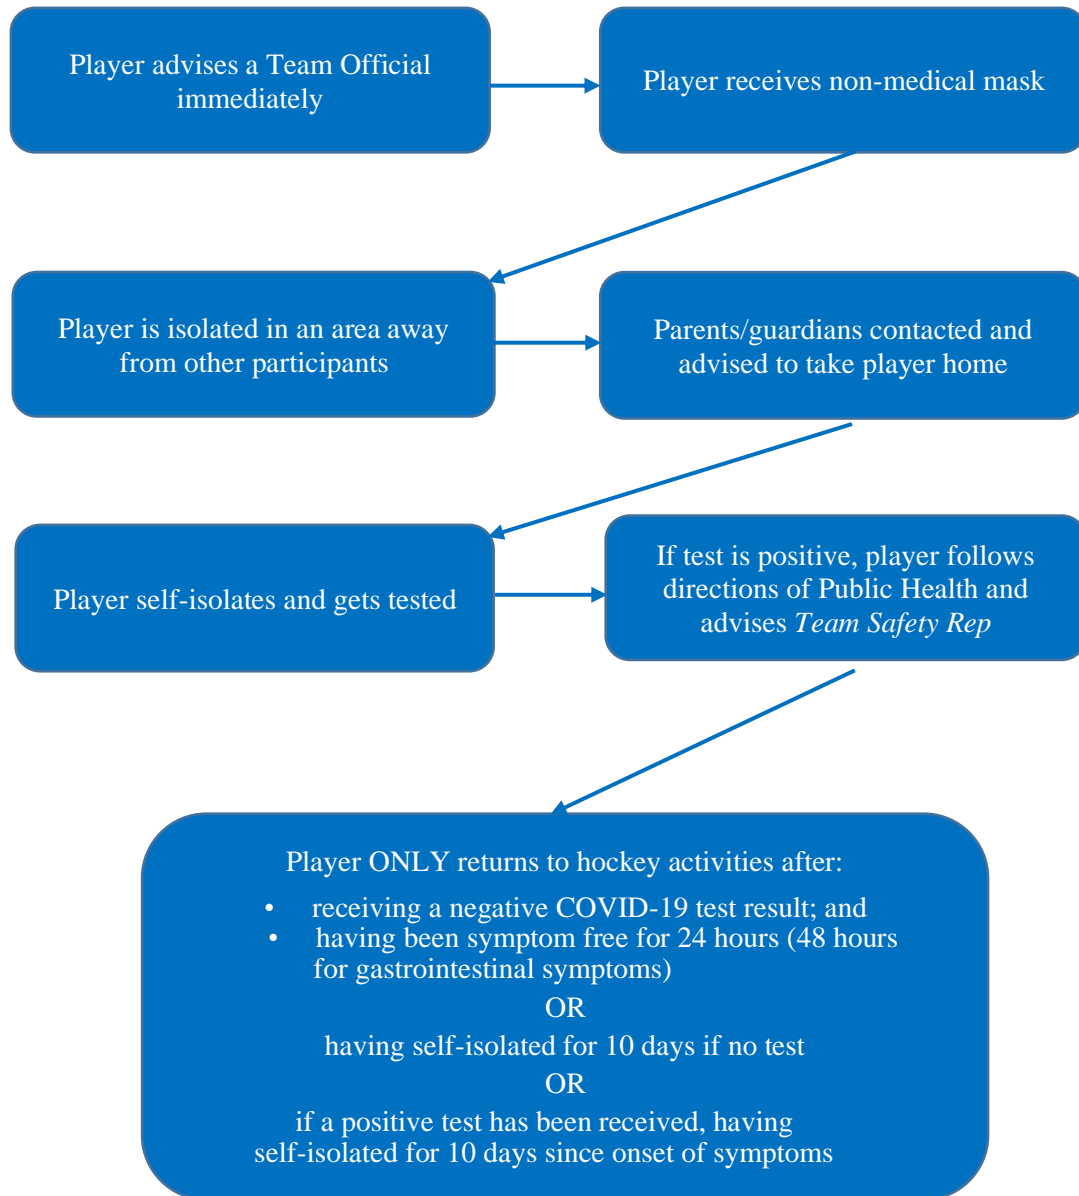 Player advises a Team Official
immediately
Player receives non-medical mask
Player is isolated in an area away
from other participants
Parents/guardians contacted and
advised to take player home
Player self-isolates and gets tested
If test is positive, player follows
directions of Public Health and
advises Team Safety Rep
Player ONLY returns to hockey activities after:
• receiving a negative COVID-19 test result; and
• having been symptom free for 24 hours (48 hours
for gastrointestinal symptoms)
OR
having self-isolated for 10 days if no test
OR
if a positive test has been received, having
self-isolated for 10 days since onset of symptoms